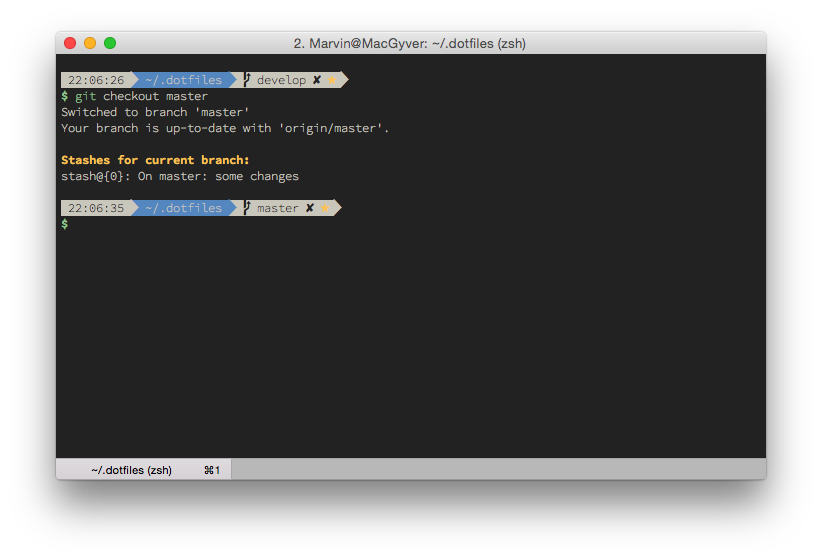 2. Marvin@MacGyver: ~/.dotfiles (zsh)
22:06:26 ~/.dotfiles develop ✘
$ git checkout master
Switched to branch 'master'
Your branch is up-to-date with 'origin/master'.
Stashes for current branch:
stash@{0}: On master: some changes
22:06:35 ~/.dotfiles master ✘
$
~/.dotfiles (zsh) ⌘1